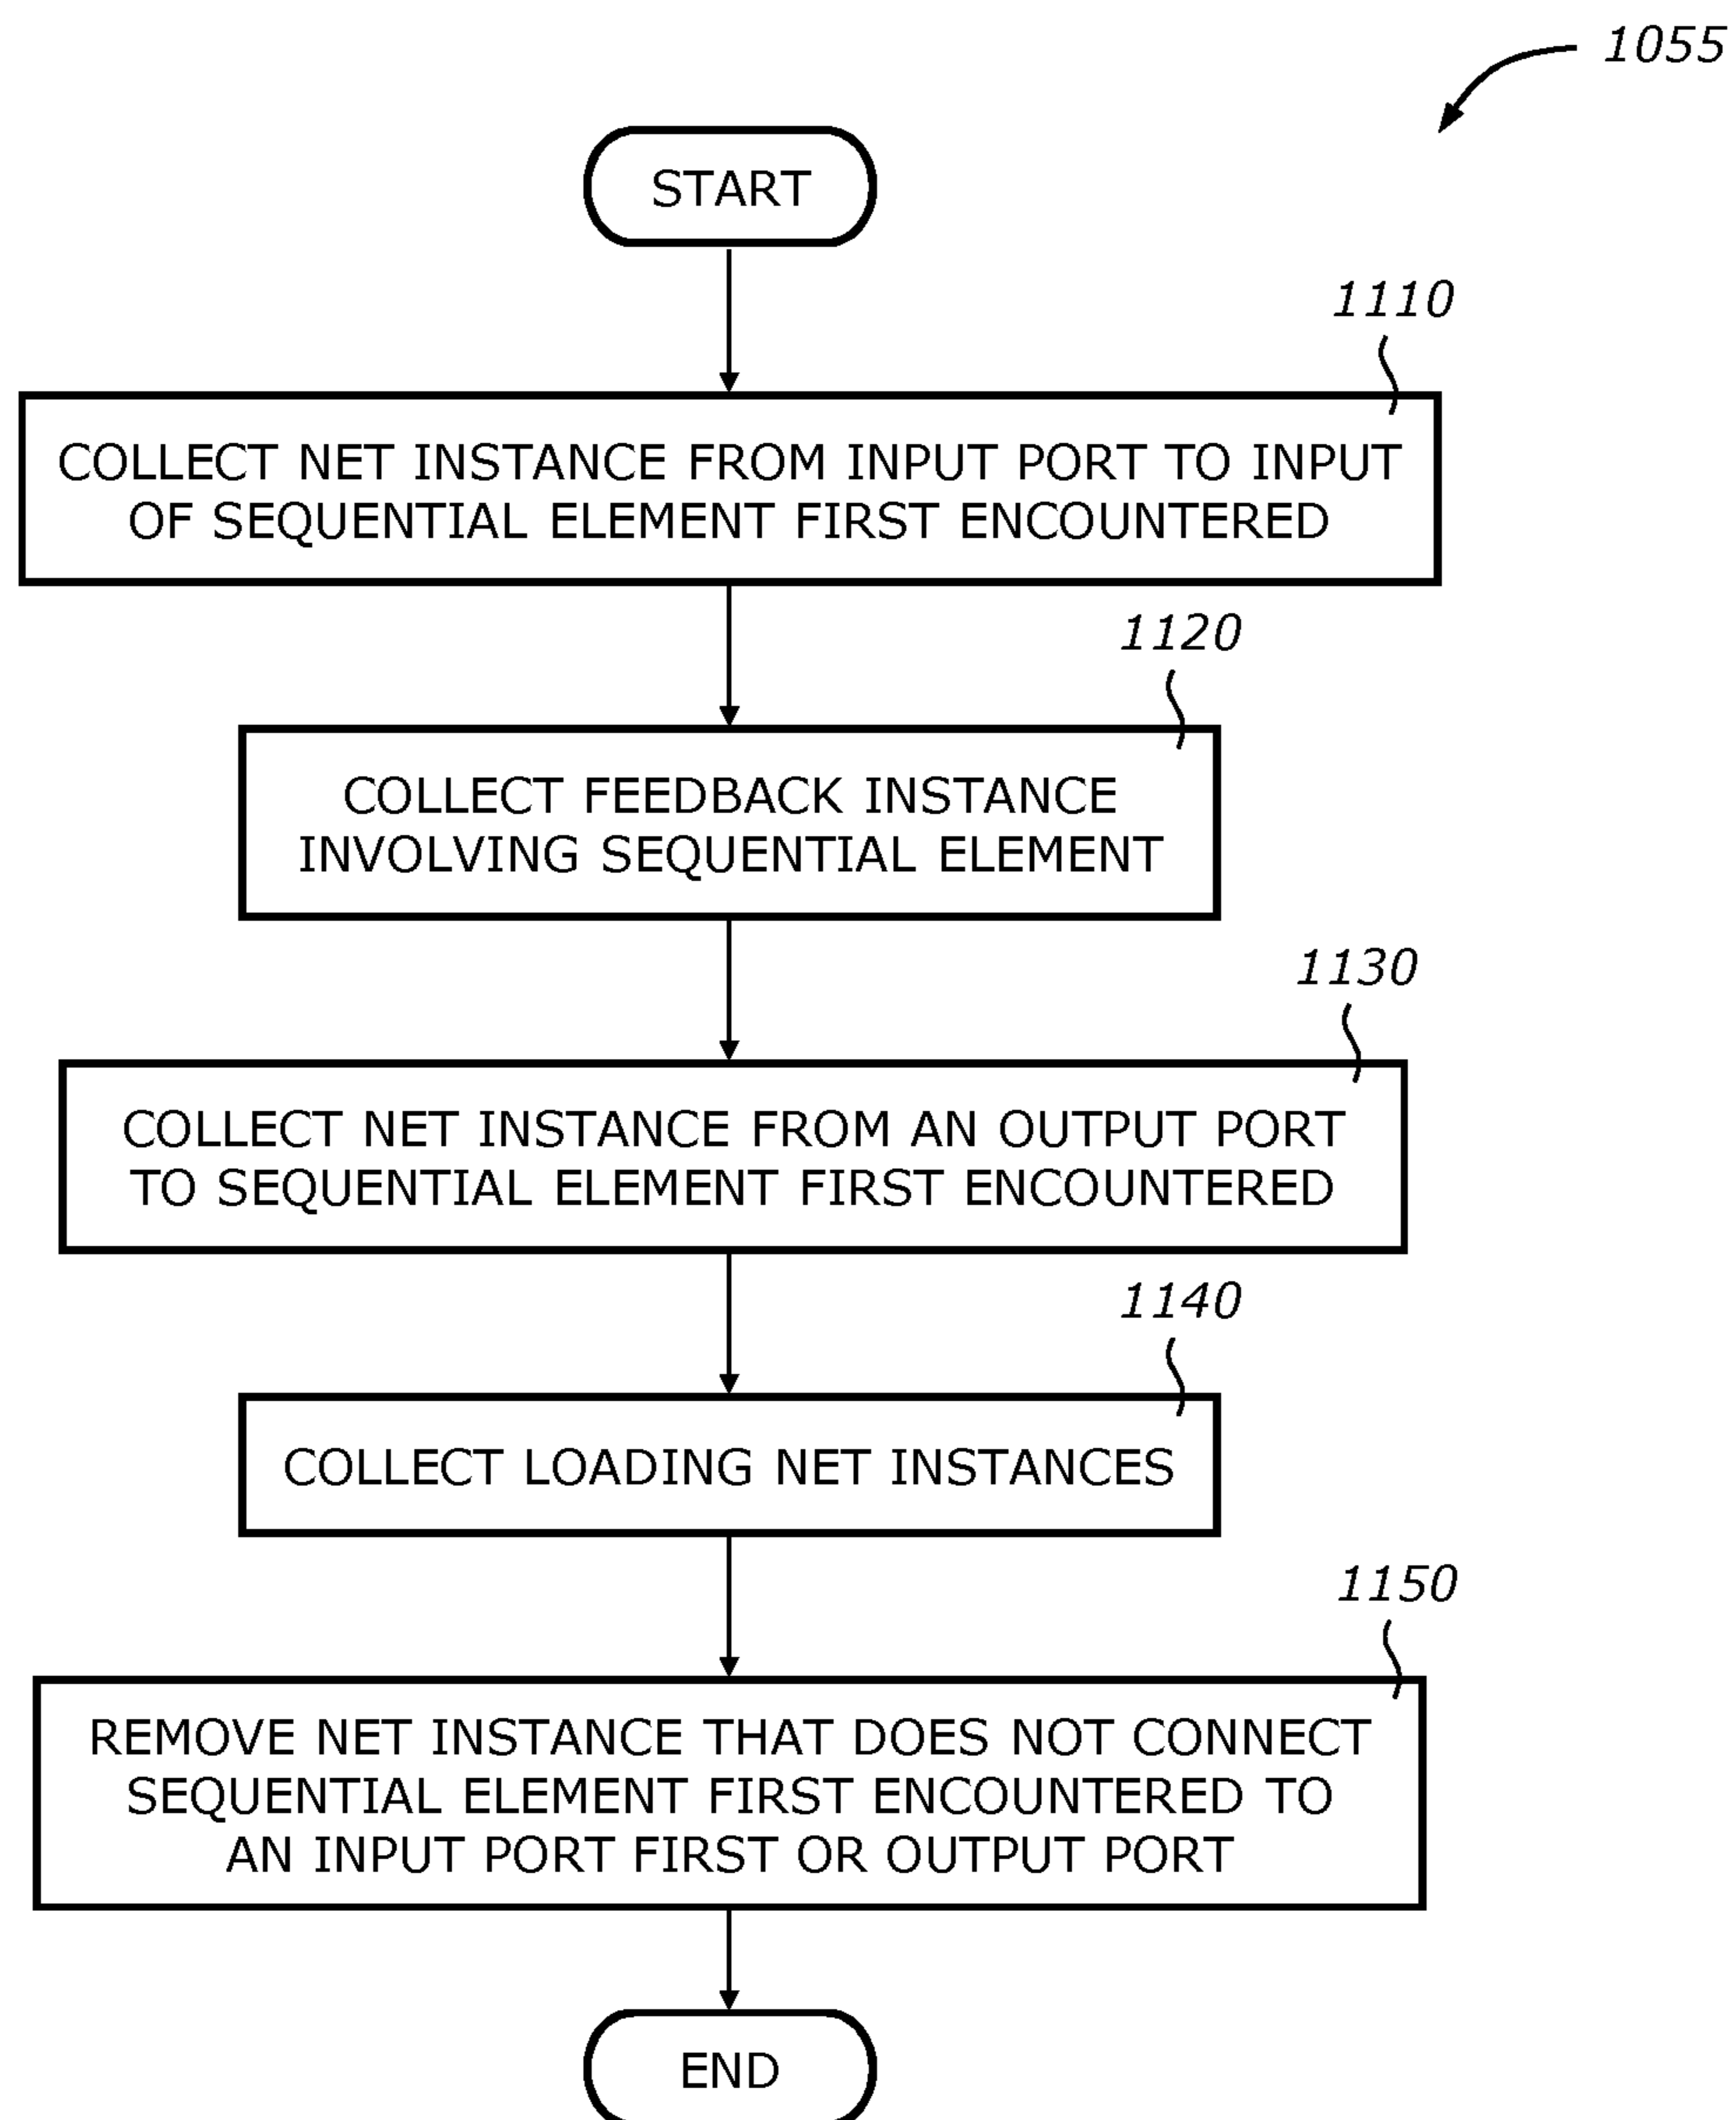 1055
START
1110
COLLECT NET INSTANCE FROM INPUT PORT TO INPUT
OF SEQUENTIAL ELEMENT FIRST ENCOUNTERED
1120
COLLECT FEEDBACK INSTANCE
INVOLVING SEQUENTIAL ELEMENT
1130
COLLECT NET INSTANCE FROM AN OUTPUT PORT
TO SEQUENTIAL ELEMENT FIRST ENCOUNTERED
1140
COLLECT LOADING NET INSTANCES
1150
REMOVE NET INSTANCE THAT DOES NOT CONNECT
SEQUENTIAL ELEMENT FIRST ENCOUNTERED TO
AN INPUT PORT FIRST OR OUTPUT PORT
END